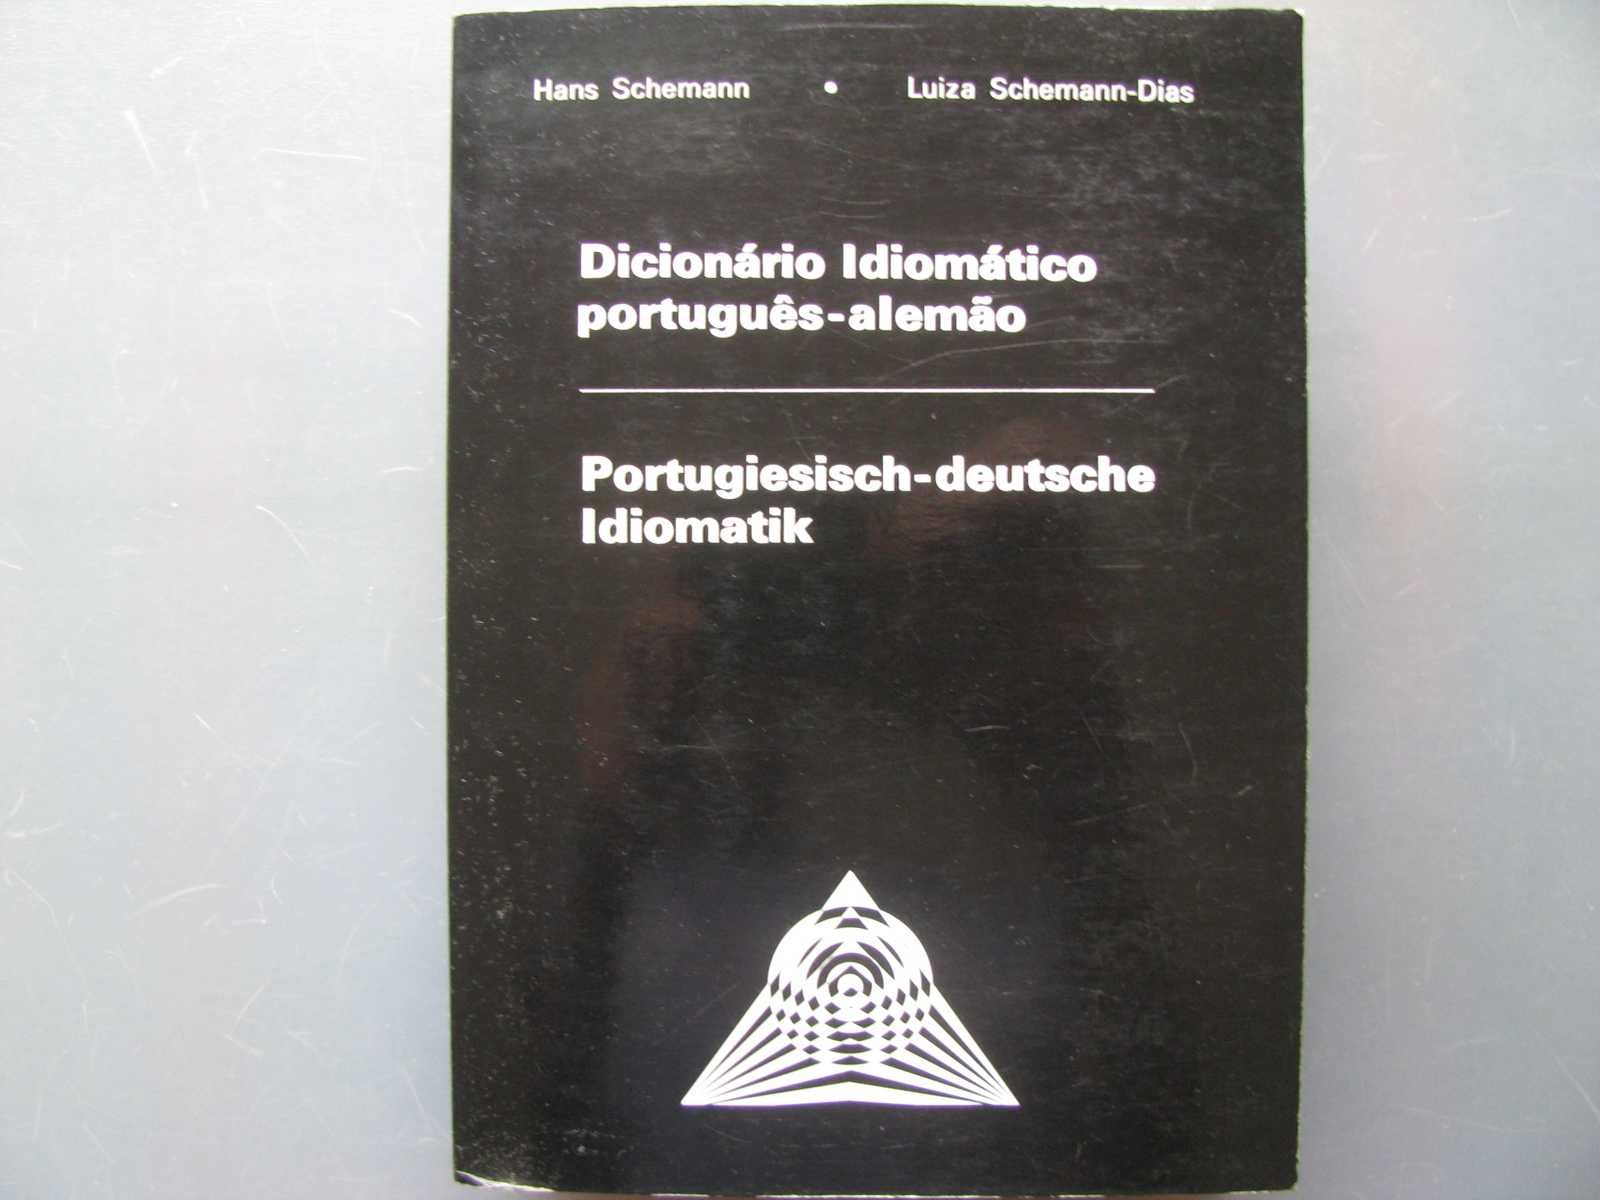 Hans Schemann • Luiza Schemann-Dias
Dicionário Idiomático
português-alemão
Portugiesisch-deutsche
Idiomatik